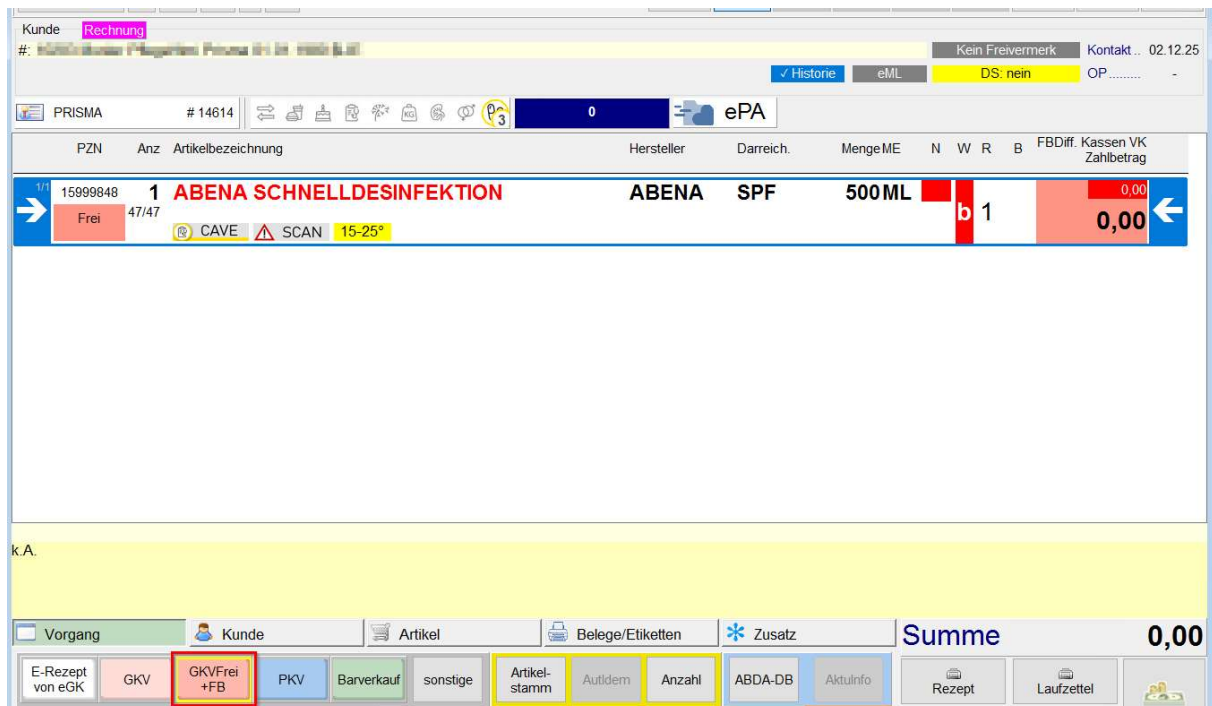 Kunde Rechnung
#: Kein Freivermerk Kontakt .. 02.12.25
✓ Historie eML DS: nein OP......... -
PRISMA # 14614 0 ePA
PZN Anz Artikelbezeichnung Hersteller Darreich. Menge ME N W R B FBDiff. Kassen VK
Zahlbetrag
1/1 15999848 1 ABENA SCHNELLDESINFEKTION ABENA SPF 500 ML b 1 0,00
Frei 47/47 0,00
CAVE SCAN 15-25°
k.A.
Vorgang Kunde Artikel Belege/Etiketten Zusatz Summe 0,00
E-Rezept von eGK GKV GKVFrei +FB PKV Barverkauf sonstige Artikel-stamm AutIdem Anzahl ABDA-DB AktuInfo Rezept Laufzettel